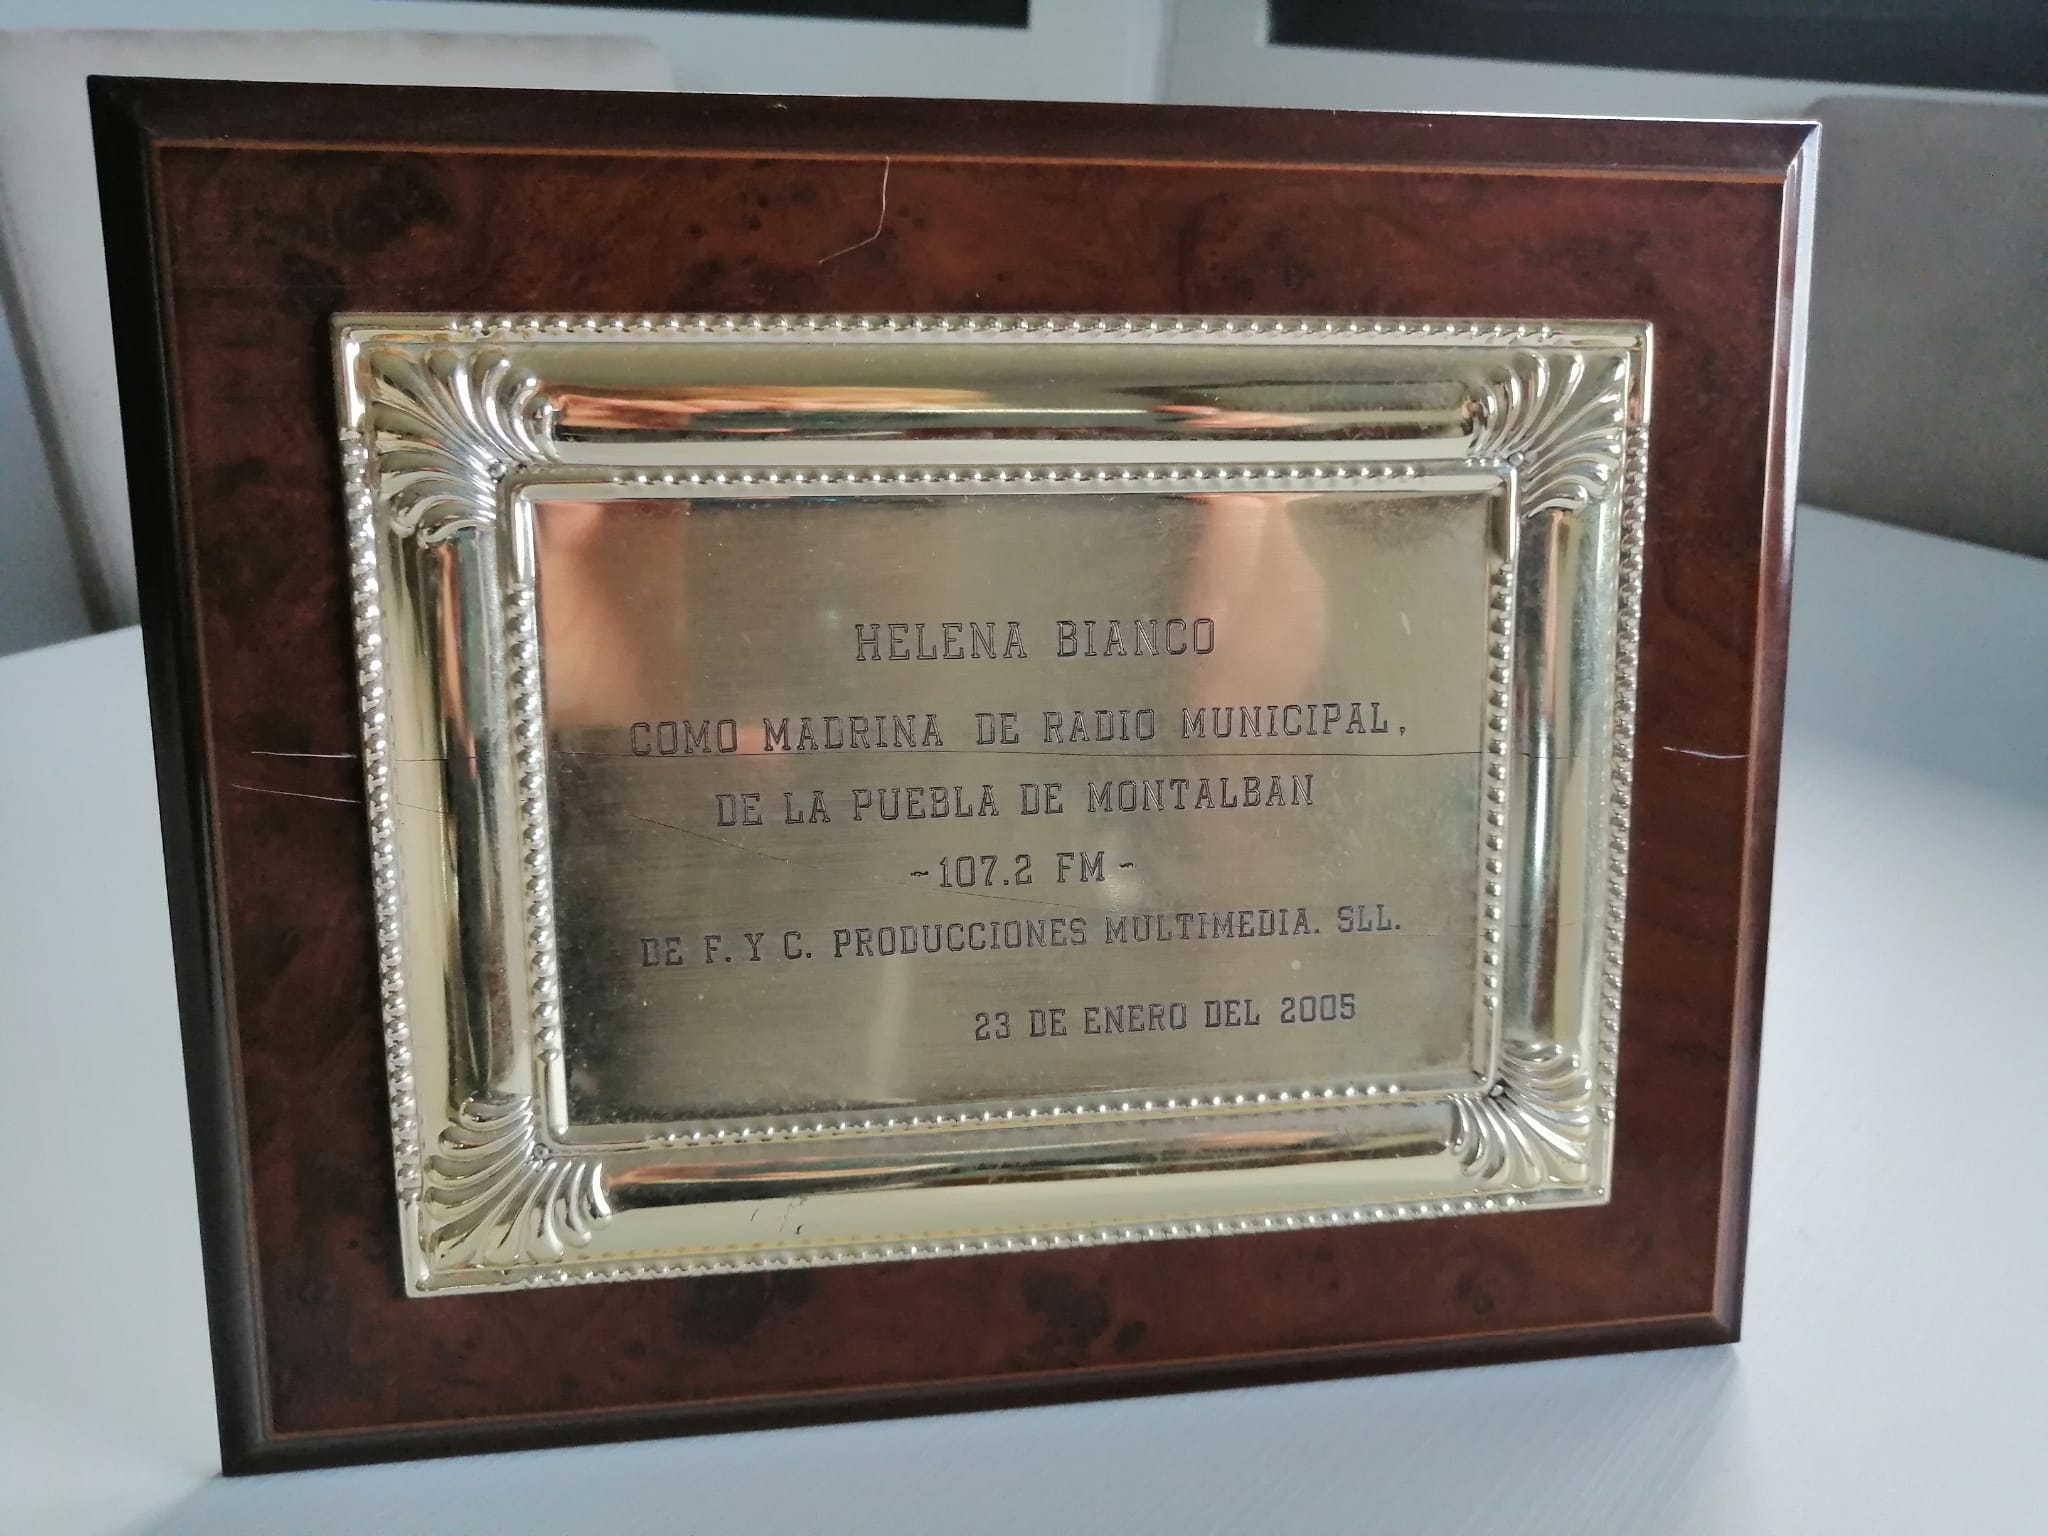 HELENA BIANCO
COMO MADRINA DE RADIO MUNICIPAL,
DE LA PUEBLA DE MONTALBAN
~107.2 FM~
DE F. Y C. PRODUCCIONES MULTIMEDIA. SLL.
23 DE ENERO DEL 2005